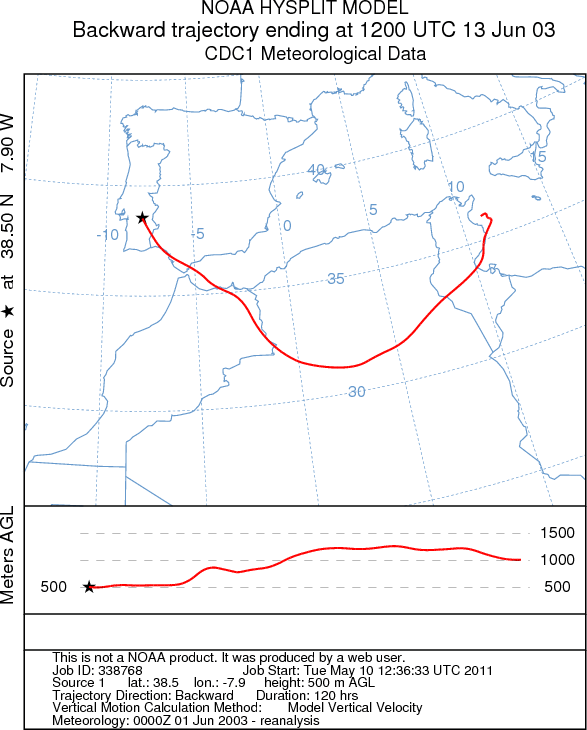 NOAA HYSPLIT MODEL
Backward trajectory ending at 1200 UTC 13 Jun 03
CDC1 Meteorological Data
Source ★ at 38.50 N 7.90 W
40
15
10
5
0
-5
-10
35
30
5
Meters AGL
1500
1000
500
500
This is not a NOAA product. It was produced by a web user.
Job ID: 338768 Job Start: Tue May 10 12:36:33 UTC 2011
Source 1 lat.: 38.5 lon.: -7.9 height: 500 m AGL
Trajectory Direction: Backward Duration: 120 hrs
Vertical Motion Calculation Method: Model Vertical Velocity
Meteorology: 0000Z 01 Jun 2003 - reanalysis